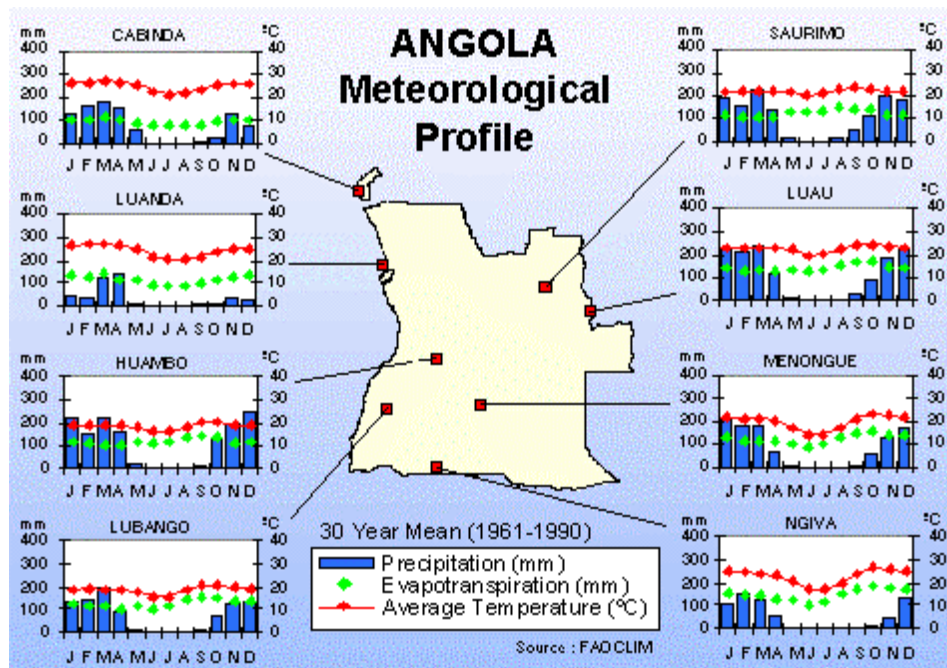 ANGOLA
Meteorological
Profile
CABINDA
mm °C
400 40
300 30
200 20
100 10
0 0
J F M A M J J A S O N D
LUANDA
mm °C
400 40
300 30
200 20
100 10
0 0
J F M A M J J A S O N D
HUAMBO
mm °C
400 40
300 30
200 20
100 10
0 0
J F M A M J J A S O N D
LUBANGO
mm °C
400 40
300 30
200 20
100 10
0 0
J F M A M J J A S O N D
SAURIMO
mm °C
400 40
300 30
200 20
100 10
0 0
J F M A M J J A S O N D
LUAU
mm °C
400 40
300 30
200 20
100 10
0 0
J F M A M J J A S O N D
MENONGUE
mm °C
400 40
300 30
200 20
100 10
0 0
J F M A M J J A S O N D
NGIVA
mm °C
400 40
300 30
200 20
100 10
0 0
J F M A M J J A S O N D
30 Year Mean (1961-1990)
Precipitation (mm)
Evapotranspiration (mm)
Average Temperature (°C)
Source : FAOCLIM